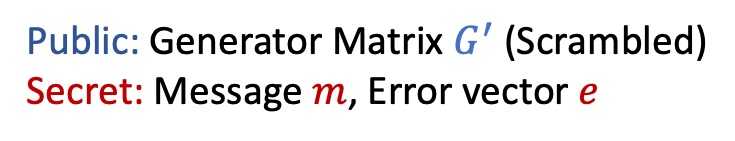 Public: Generator Matrix G′ (Scrambled)
Secret: Message m, Error vector e